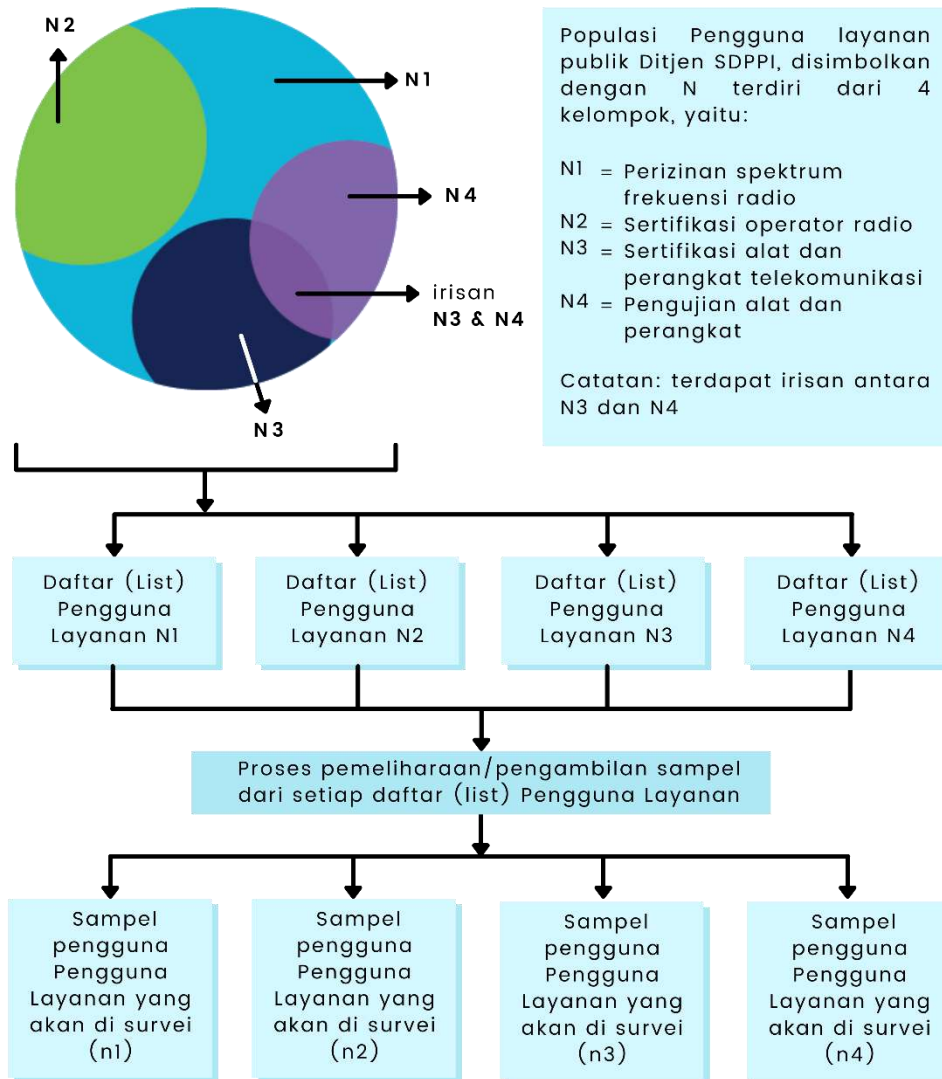 N2
N1
N4
irisan
N3 & N4
N3
Populasi Pengguna layanan
publik Ditjen SDPPI, disimbolkan
dengan N terdiri dari 4
kelompok, yaitu:
N1 = Perizinan spektrum
frekuensi radio
N2 = Sertifikasi operator radio
N3 = Sertifikasi alat dan
perangkat telekomunikasi
N4 = Pengujian alat dan
perangkat
Catatan: terdapat irisan antara
N3 dan N4
Daftar (List)
Pengguna
Layanan N1
Daftar (List)
Pengguna
Layanan N2
Daftar (List)
Pengguna
Layanan N3
Daftar (List)
Pengguna
Layanan N4
Proses pemeliharaan/pengambilan sampel
dari setiap daftar (list) Pengguna Layanan
Sampel
pengguna
Pengguna
Layanan yang
akan di survei
(n1)
Sampel
pengguna
Pengguna
Layanan yang
akan di survei
(n2)
Sampel
pengguna
Pengguna
Layanan yang
akan di survei
(n3)
Sampel
pengguna
Pengguna
Layanan yang
akan di survei
(n4)